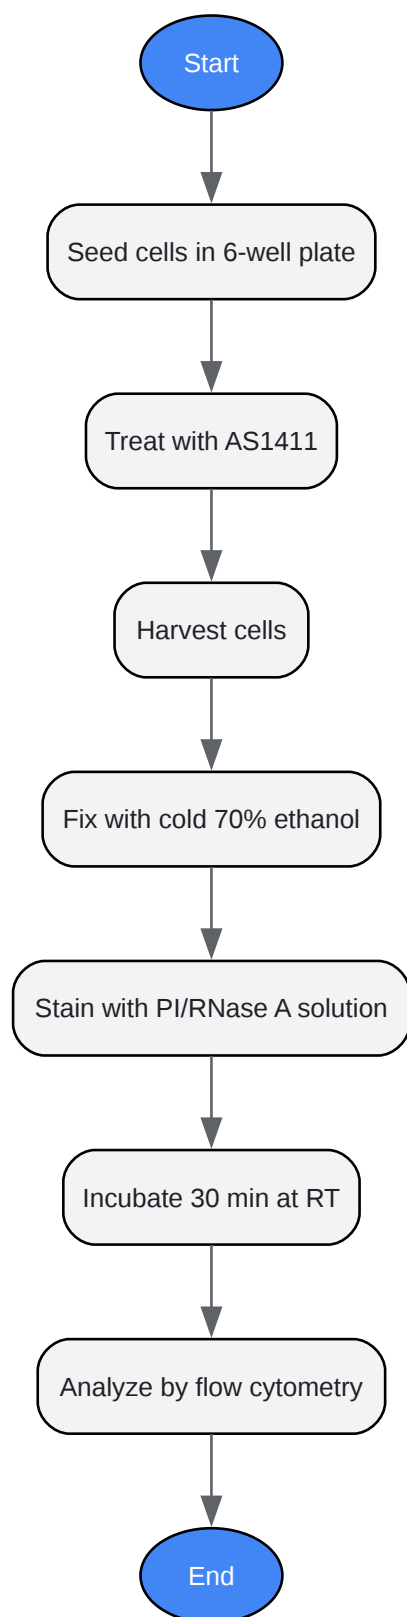 Start
Seed cells in 6-well plate
Treat with AS1411
Harvest cells
Fix with cold 70% ethanol
Stain with PI/RNase A solution
Incubate 30 min at RT
Analyze by flow cytometry
End